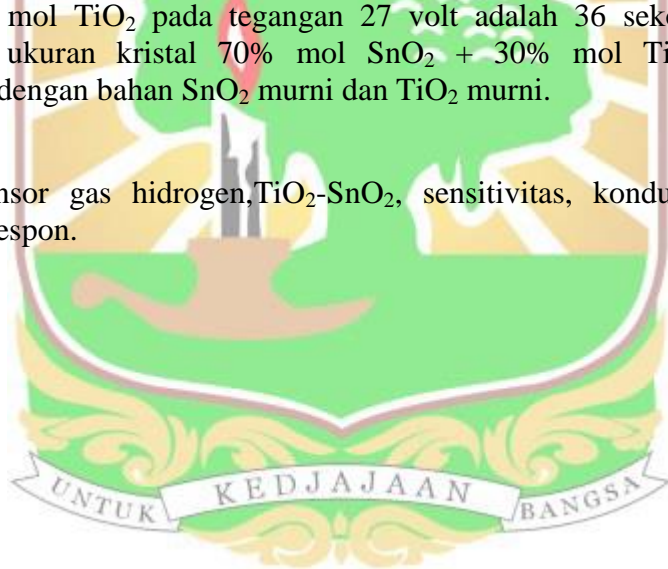 mol TiO₂ pada tegangan 27 volt adalah 36 seko
ukuran kristal 70% mol SnO₂ + 30% mol Ti
dengan bahan SnO₂ murni dan TiO₂ murni.
nsor gas hidrogen,TiO₂-SnO₂, sensitivitas, kondu
espon.
UNTUK KEDJAJAAN BANGSA